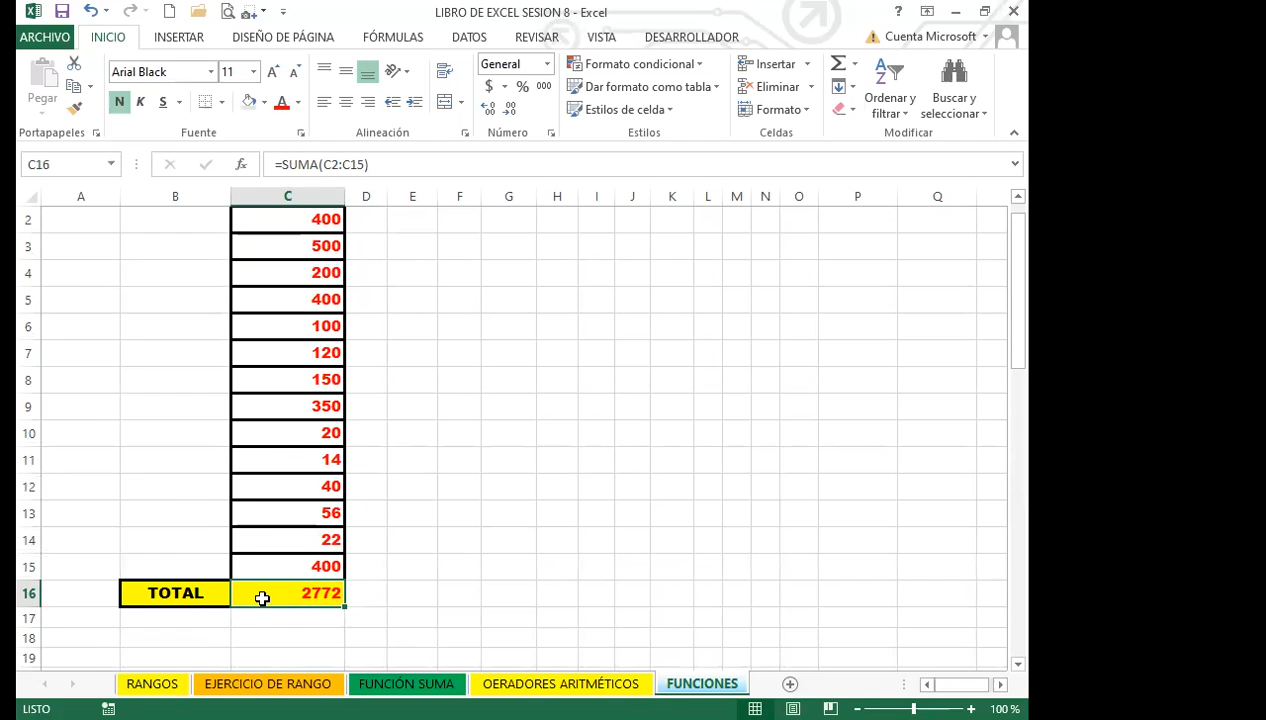 LIBRO DE EXCEL SESION 8 - Excel
ARCHIVO INICIO INSERTAR DISEÑO DE PÁGINA FÓRMULAS DATOS REVISAR VISTA DESARROLLADOR Cuenta Microsoft
Arial Black 11 General Formato condicional Insertar
Pegar N K S $ % 000 Dar formato como tabla Eliminar Ordenar y filtrar Buscar y seleccionar
Estilos de celda Formato
Portapapeles Fuente Alineación Número Estilos Celdas Modificar
C16 fx =SUMA(C2:C15)
A B C D E F G H I J K L M N O P Q
2 400
3 500
4 200
5 400
6 100
7 120
8 150
9 350
10 20
11 14
12 40
13 56
14 22
15 400
16 TOTAL 2772
17
18
19
RANGOS EJERCICIO DE RANGO FUNCIÓN SUMA OERADORES ARITMÉTICOS FUNCIONES
LISTO 100 %